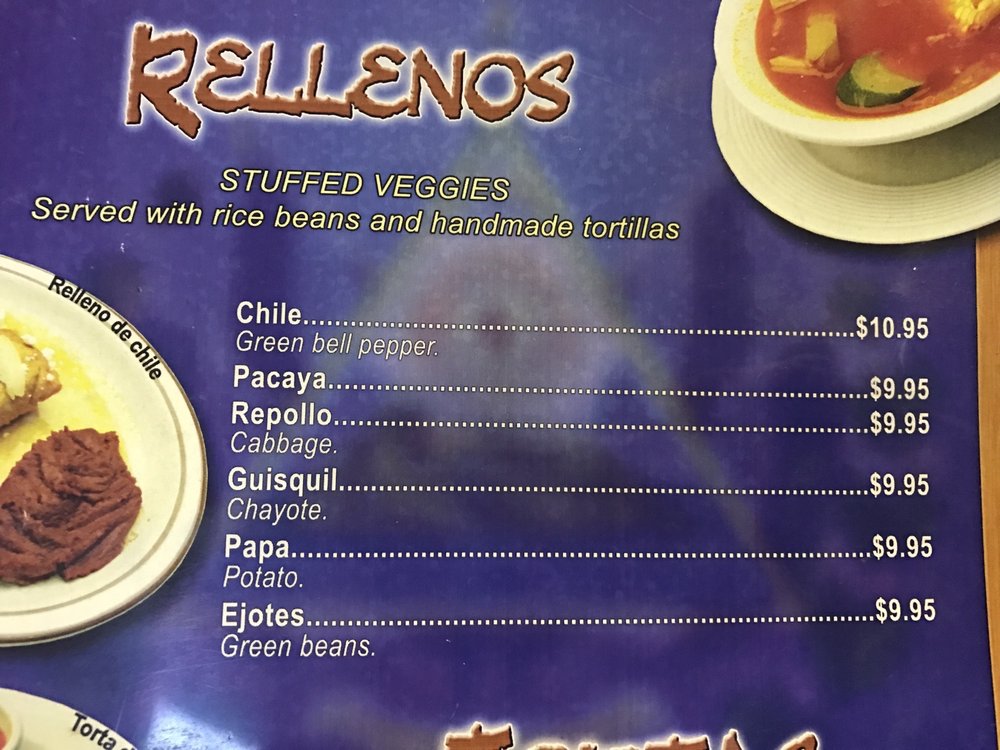 RELLENOS
STUFFED VEGGIES
Served with rice beans and handmade tortillas
Relleno de chile
Chile $10.95
Green bell pepper.
Pacaya $9.95
Repollo $9.95
Cabbage.
Guisquil $9.95
Chayote.
Papa $9.95
Potato.
Ejotes $9.95
Green beans.
Torta